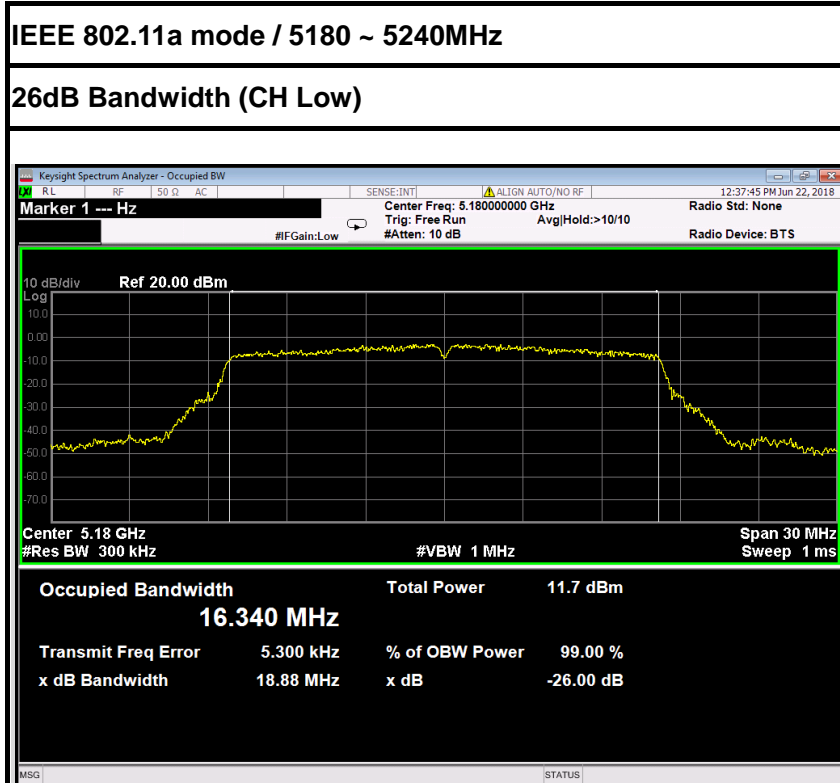 IEEE 802.11a mode / 5180 ~ 5240MHz
26dB Bandwidth (CH Low)
Keysight Spectrum Analyzer - Occupied BW
LXI RL RF 50 Ω AC SENSE:INT ALIGN AUTO/NO RF 12:37:45 PM Jun 22, 2018
Marker 1 --- Hz Center Freq: 5.180000000 GHz Radio Std: None
Trig: Free Run Avg|Hold:>10/10
#IFGain:Low #Atten: 10 dB Radio Device: BTS
10 dB/div Ref 20.00 dBm
Log
10.0
0.00
-10.0
-20.0
-30.0
-40.0
-50.0
-60.0
-70.0
Center 5.18 GHz Span 30 MHz
#Res BW 300 kHz #VBW 1 MHz Sweep 1 ms
Occupied Bandwidth Total Power 11.7 dBm
16.340 MHz
Transmit Freq Error 5.300 kHz % of OBW Power 99.00 %
x dB Bandwidth 18.88 MHz x dB -26.00 dB
MSG STATUS